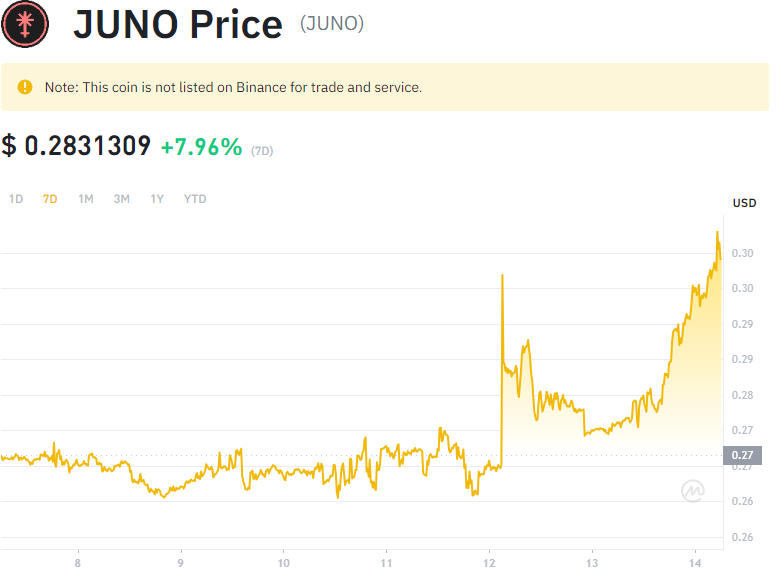 JUNO Price (JUNO)
Note: This coin is not listed on Binance for trade and service.
$ 0.2831309 +7.96% (7D)
1D 7D 1M 3M 1Y YTD
USD
0.30
0.30
0.29
0.29
0.28
0.27
0.27
0.27
0.26
0.26
8 9 10 11 12 13 14